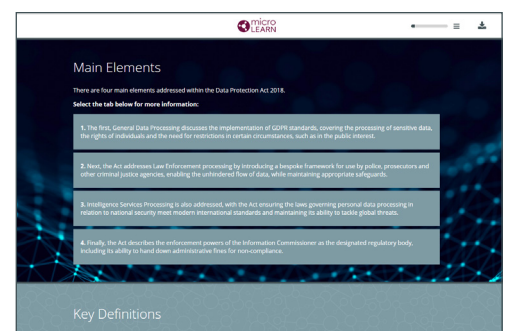 micro
LEARN
Main Elements
There are four main elements addressed within the Data Protection Act 2018.
Select the tab below for more information:
1. The first, General Data Processing discusses the implementation of GDPR standards, covering the processing of sensitive data,
the rights of individuals and the need for restrictions in certain circumstances, such as in the public interest.
2. Next, the Act addresses Law Enforcement processing by introducing a bespoke framework for use by police, prosecutors and
other criminal justice agencies, enabling the unhindered flow of data, while maintaining appropriate safeguards.
3. Intelligence Services Processing is also addressed, with the Act ensuring the laws governing personal data processing in
relation to national security meet modern international standards and maintaining its ability to tackle global threats.
4. Finally, the Act describes the enforcement powers of the Information Commissioner as the designated regulatory body,
including its ability to hand down administrative fines for non-compliance.
Key Definitions